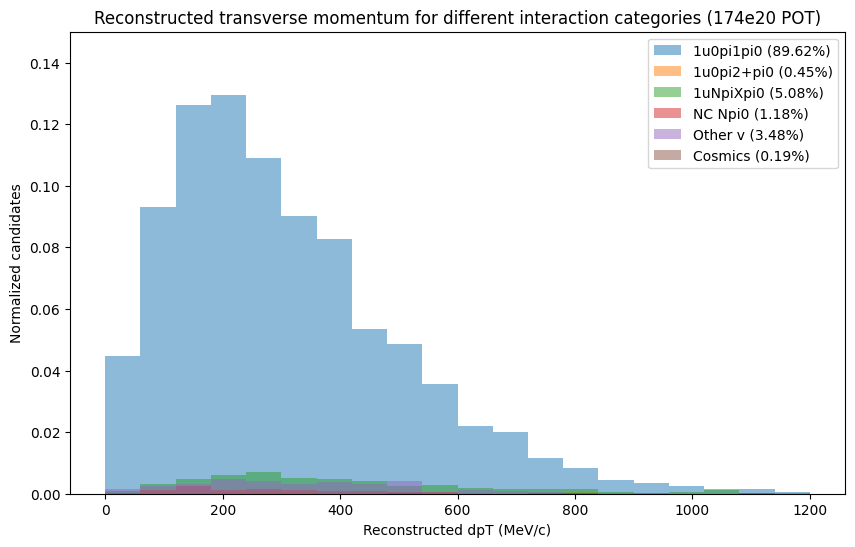 Reconstructed transverse momentum for different interaction categories (174e20 POT)
1u0pi1pi0 (89.62%)
1u0pi2+pi0 (0.45%)
1uNpiXpi0 (5.08%)
NC Npi0 (1.18%)
Other v (3.48%)
Cosmics (0.19%)
Normalized candidates
0.14
0.12
0.10
0.08
0.06
0.04
0.02
0.00
0 200 400 600 800 1000 1200
Reconstructed dpT (MeV/c)